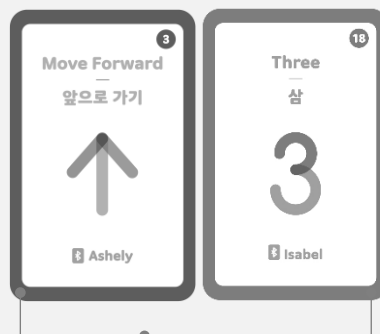 3
Move Forward
앞으로 가기
Ashely
18
Three
삼
3
Isabel